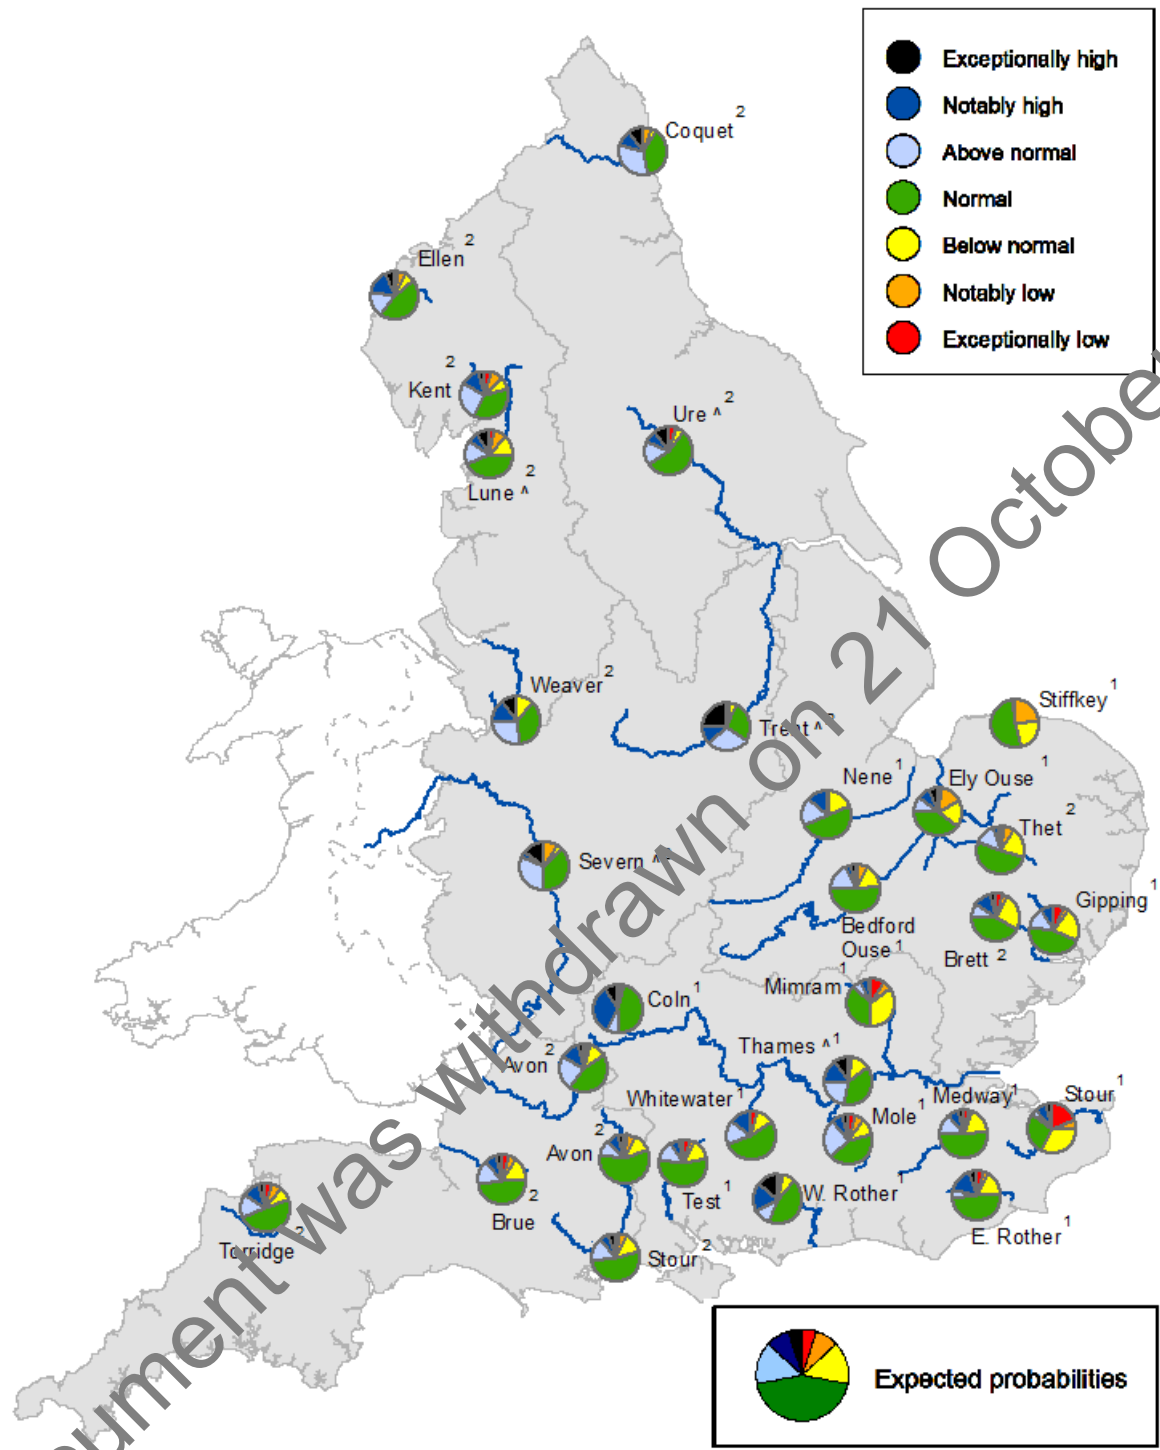 Exceptionally high
Notably high
Above normal
Normal
Below normal
Notably low
Exceptionally low
Coquet 2
Ellen 2
Kent 2
Ure ^ 2
Lune ^ 2
Weaver 2
Trent ^ 2
Stiffkey 1
Nene 1
Ely Ouse 1
Thet 2
Severn ^
Bedford
Ouse 1
Brett 2
Gipping 1
Mimram 1
Coln 1
Avon 2
Thames ^ 1
Whitewater 1
Mole 1
Medway 1
Stour 1
Avon 2
Test 1
W. Rother 1
E. Rother 1
Brue 2
Torridge 2
Stour 2
Expected probabilities
ument was withdrawn on 21 October